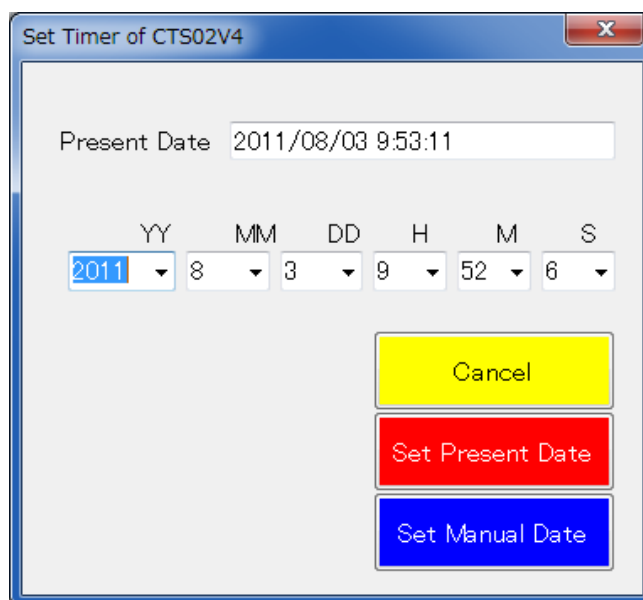 Set Timer of CTS02V4
Present Date 2011/08/03 9:53:11
YY MM DD H M S
2011 8 3 9 52 6
Cancel
Set Present Date
Set Manual Date